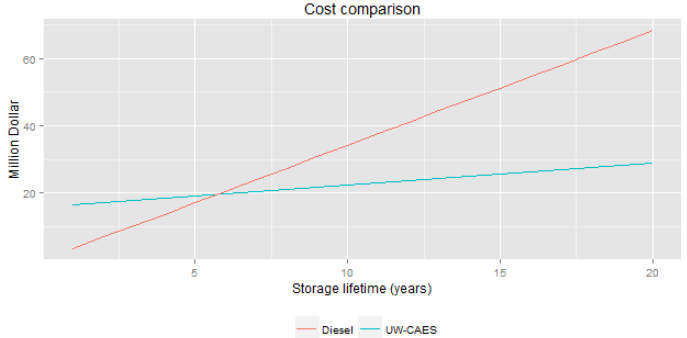 Cost comparison
Million Dollar
60
40
20
5 10 15 20
Storage lifetime (years)
Diesel UW-CAES